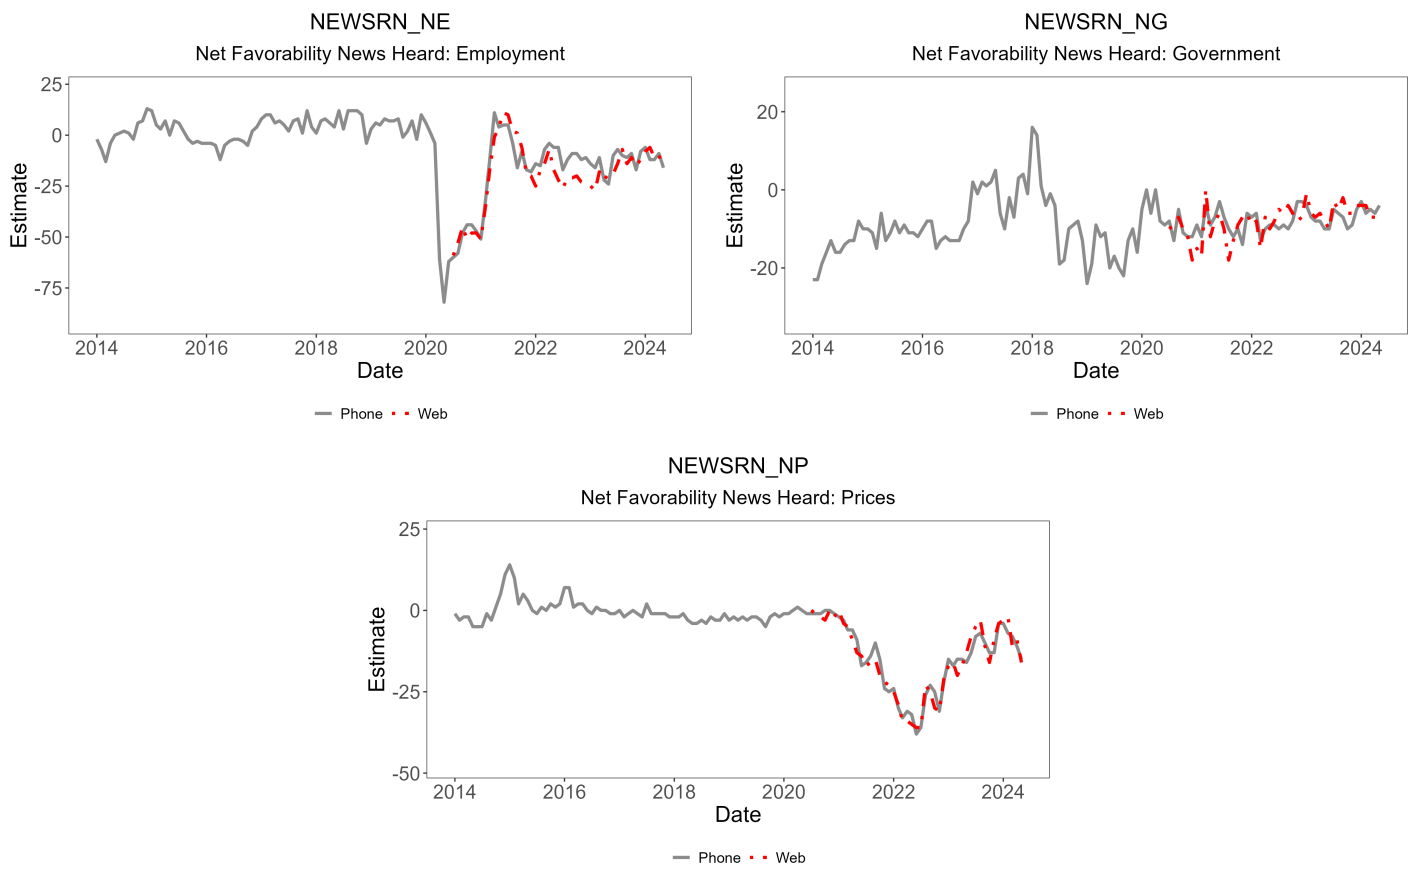 NEWSRN_NE
Net Favorability News Heard: Employment
Estimate
25
0
-25
-50
-75
2014 2016 2018 2020 2022 2024
Date
Phone Web
NEWSRN_NG
Net Favorability News Heard: Government
Estimate
20
0
-20
2014 2016 2018 2020 2022 2024
Date
Phone Web
NEWSRN_NP
Net Favorability News Heard: Prices
Estimate
25
0
-25
-50
2014 2016 2018 2020 2022 2024
Date
Phone Web